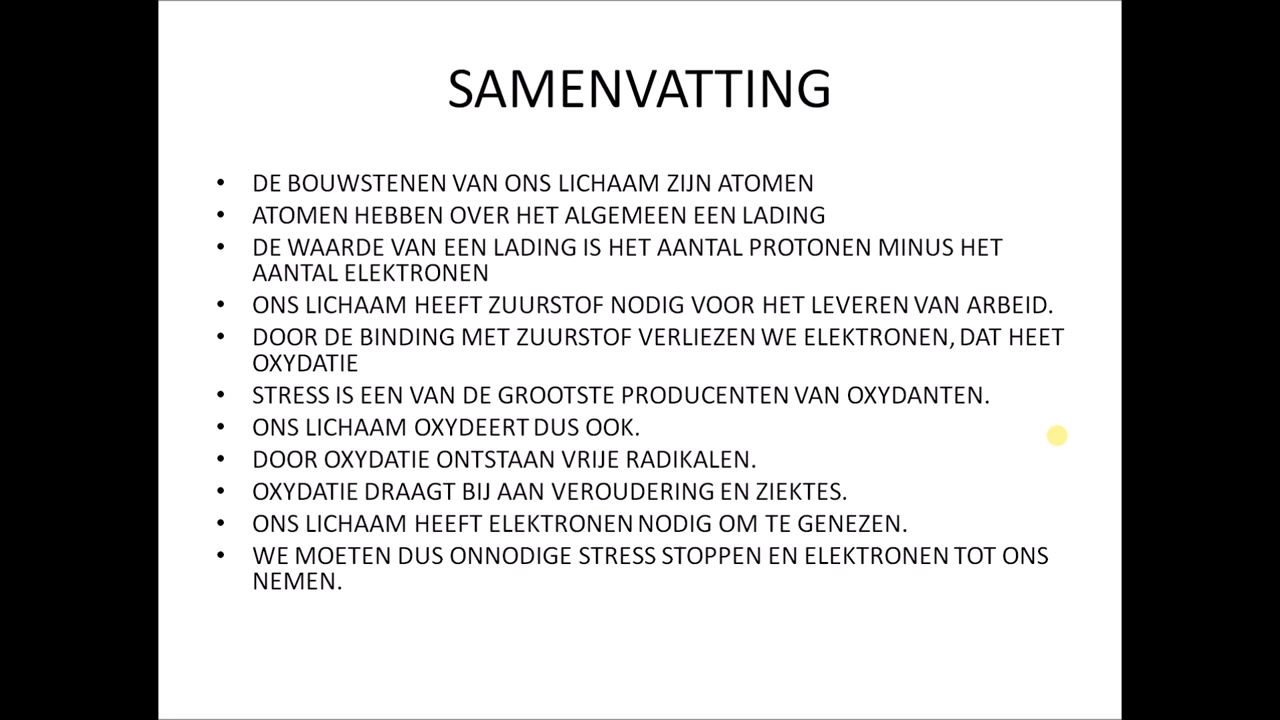 SAMENVATTING
• DE BOUWSTENEN VAN ONS LICHAAM ZIJN ATOMEN
• ATOMEN HEBBEN OVER HET ALGEMEEN EEN LADING
• DE WAARDE VAN EEN LADING IS HET AANTAL PROTONEN MINUS HET
AANTAL ELEKTRONEN
• ONS LICHAAM HEEFT ZUURSTOF NODIG VOOR HET LEVEREN VAN ARBEID.
• DOOR DE BINDING MET ZUURSTOF VERLIEZEN WE ELEKTRONEN, DAT HEET
OXYDATIE
• STRESS IS EEN VAN DE GROOTSTE PRODUCENTEN VAN OXYDANTEN.
• ONS LICHAAM OXYDEERT DUS OOK.
• DOOR OXYDATIE ONTSTAAN VRIJE RADIKALEN.
• OXYDATIE DRAAGT BIJ AAN VEROUDERING EN ZIEKTES.
• ONS LICHAAM HEEFT ELEKTRONEN NODIG OM TE GENEZEN.
• WE MOETEN DUS ONNODIGE STRESS STOPPEN EN ELEKTRONEN TOT ONS
NEMEN.